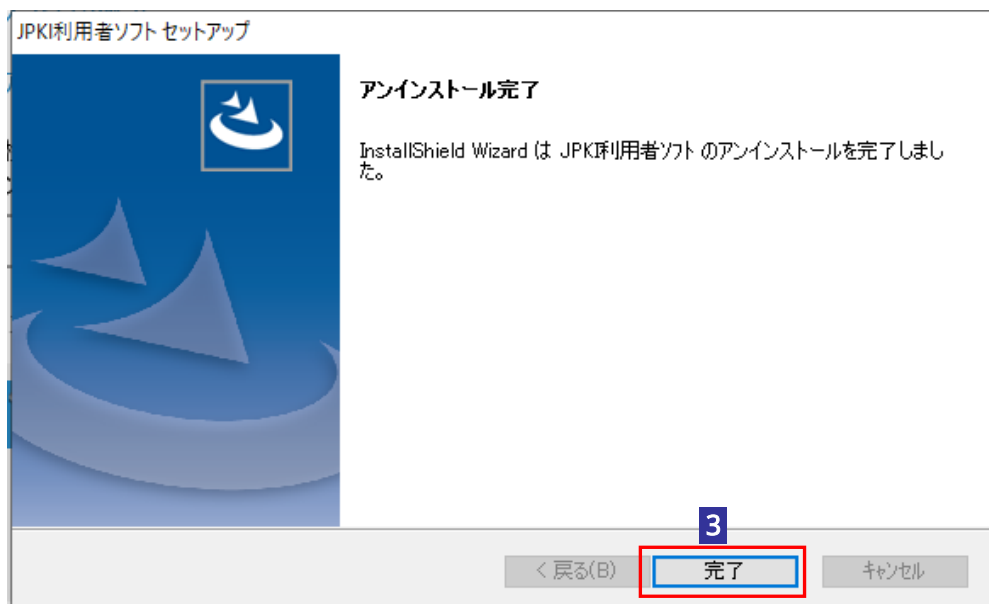 JPKI利用者ソフト セットアップ
アンインストール完了
InstallShield Wizard は JPKI利用者ソフト のアンインストールを完了しまし
た。
3
< 戻る(B)
完了
キャンセル